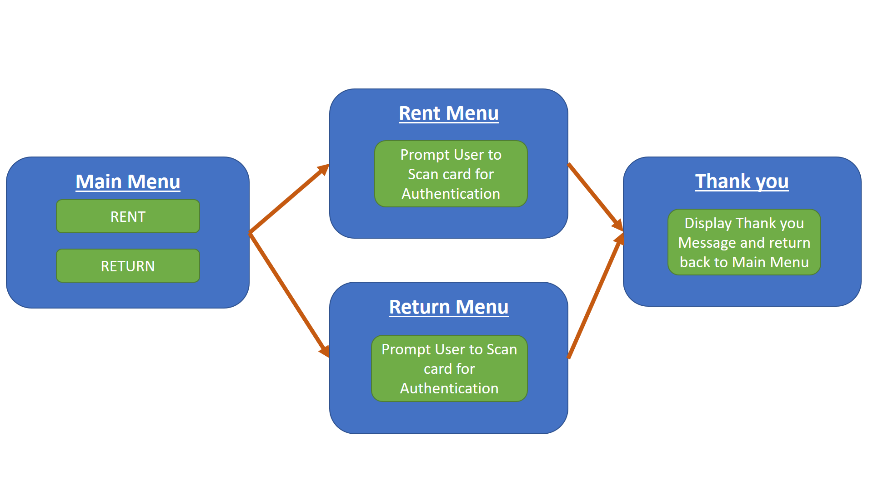 Main Menu
RENT
RETURN
Rent Menu
Prompt User to
Scan card for
Authentication
Return Menu
Prompt User to Scan
card for
Authentication
Thank you
Display Thank you
Message and return
back to Main Menu